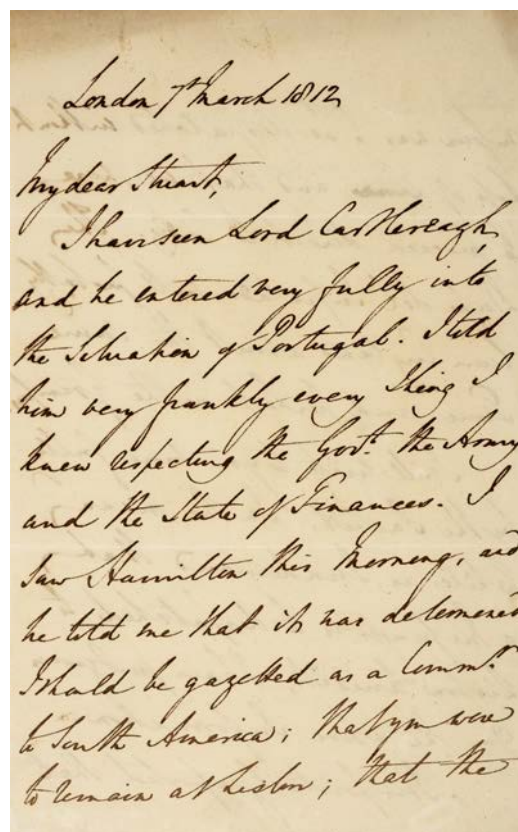 London 7th March 1812
My dear Stuart,
I have seen Lord Castlereagh,
and he entered very fully into
the Situation of Portugal. I told
him very frankly every thing I
knew respecting the Govt. the Army
and the State of Finances. I
saw Hamilton this Morning, and
he told me that it was determined
I should be gazetted as a Commr.
to South America; that you were
to remain at Lisbon; that the